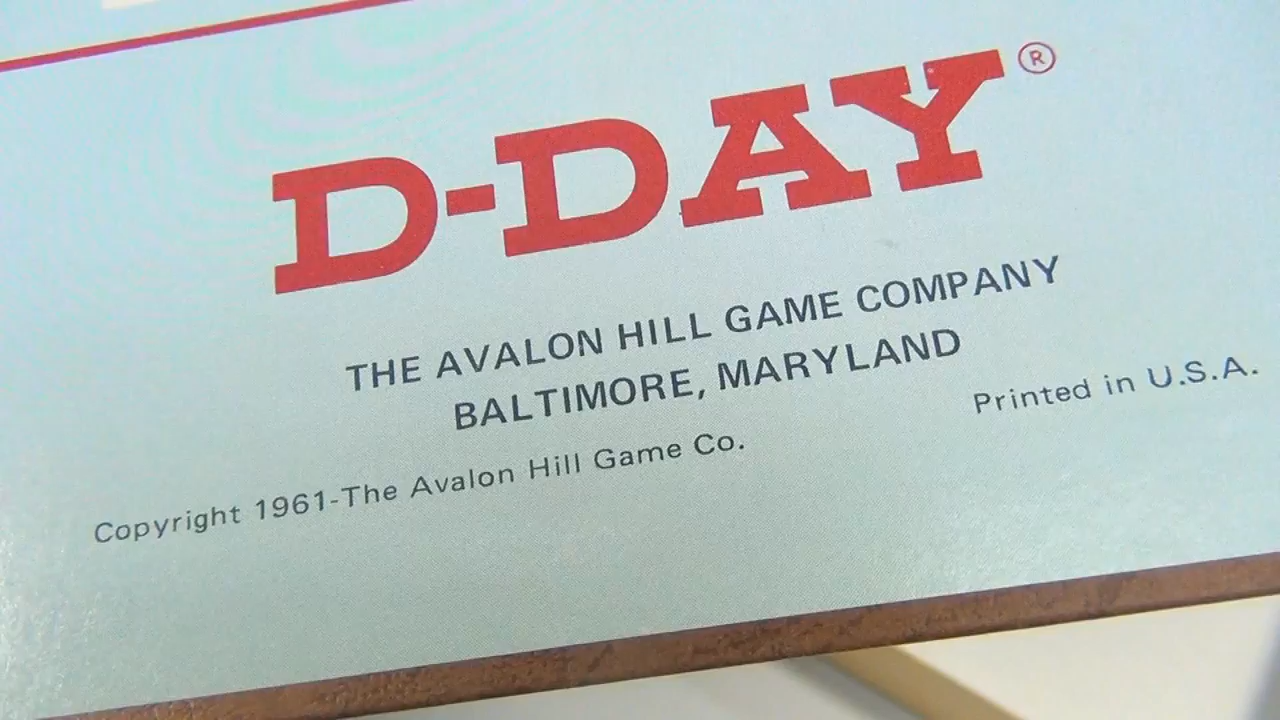 D-DAY®
THE AVALON HILL GAME COMPANY
BALTIMORE, MARYLAND
Printed in U.S.A.
Copyright 1961-The Avalon Hill Game Co.